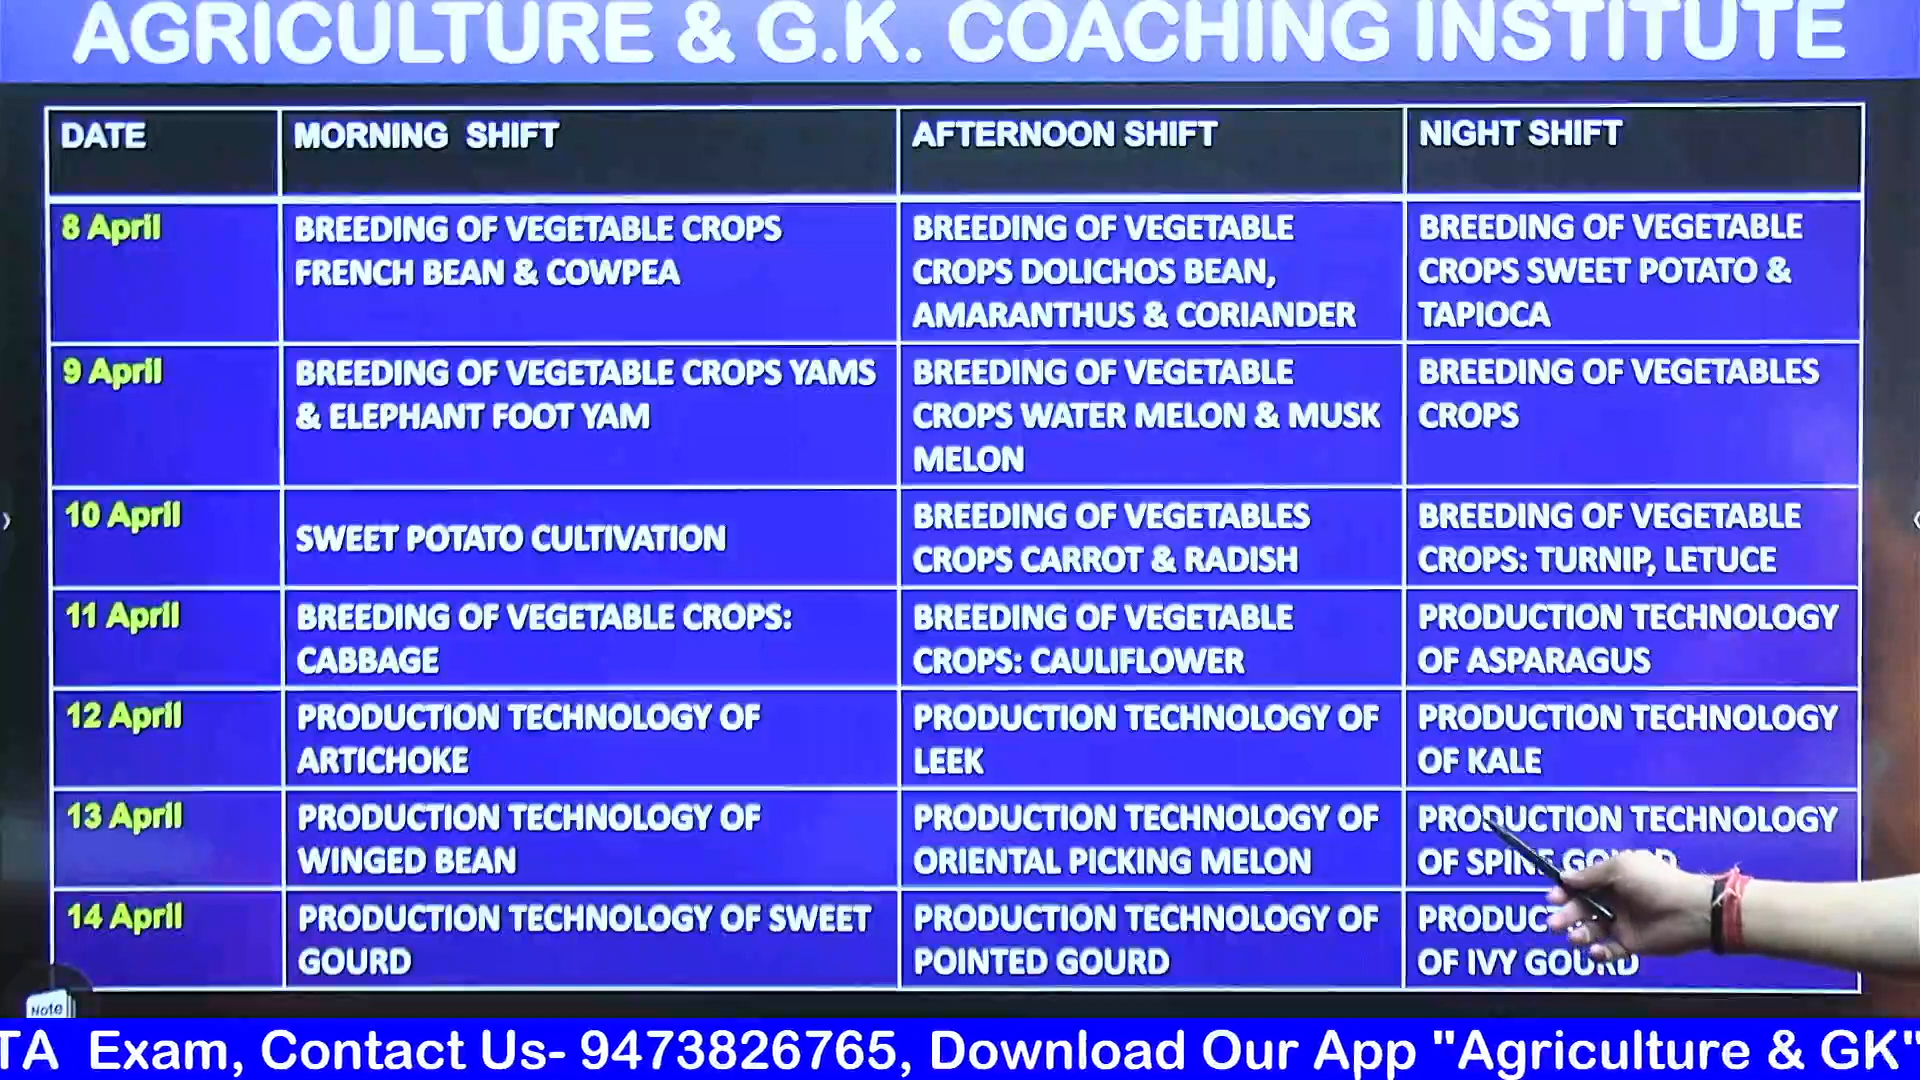 AGRICULTURE & G.K. COACHING INSTITUTE
DATE
MORNING SHIFT
AFTERNOON SHIFT
NIGHT SHIFT
8 April
BREEDING OF VEGETABLE CROPS
FRENCH BEAN & COWPEA
BREEDING OF VEGETABLE
CROPS DOLICHOS BEAN,
AMARANTHUS & CORIANDER
BREEDING OF VEGETABLE
CROPS SWEET POTATO &
TAPIOCA
9 April
BREEDING OF VEGETABLE CROPS YAMS
& ELEPHANT FOOT YAM
BREEDING OF VEGETABLE
CROPS WATER MELON & MUSK
MELON
BREEDING OF VEGETABLES
CROPS
10 April
SWEET POTATO CULTIVATION
BREEDING OF VEGETABLES
CROPS CARROT & RADISH
BREEDING OF VEGETABLE
CROPS: TURNIP, LETUCE
11 April
BREEDING OF VEGETABLE CROPS:
CABBAGE
BREEDING OF VEGETABLE
CROPS: CAULIFLOWER
PRODUCTION TECHNOLOGY
OF ASPARAGUS
12 April
PRODUCTION TECHNOLOGY OF
ARTICHOKE
PRODUCTION TECHNOLOGY OF
LEEK
PRODUCTION TECHNOLOGY
OF KALE
13 April
PRODUCTION TECHNOLOGY OF
WINGED BEAN
PRODUCTION TECHNOLOGY OF
ORIENTAL PICKING MELON
PRODUCTION TECHNOLOGY
OF SPINE GOURD
14 April
PRODUCTION TECHNOLOGY OF SWEET
GOURD
PRODUCTION TECHNOLOGY OF
POINTED GOURD
PRODUC
OF IVY GOURD
Note
TA Exam, Contact Us- 9473826765, Download Our App "Agriculture & GK"